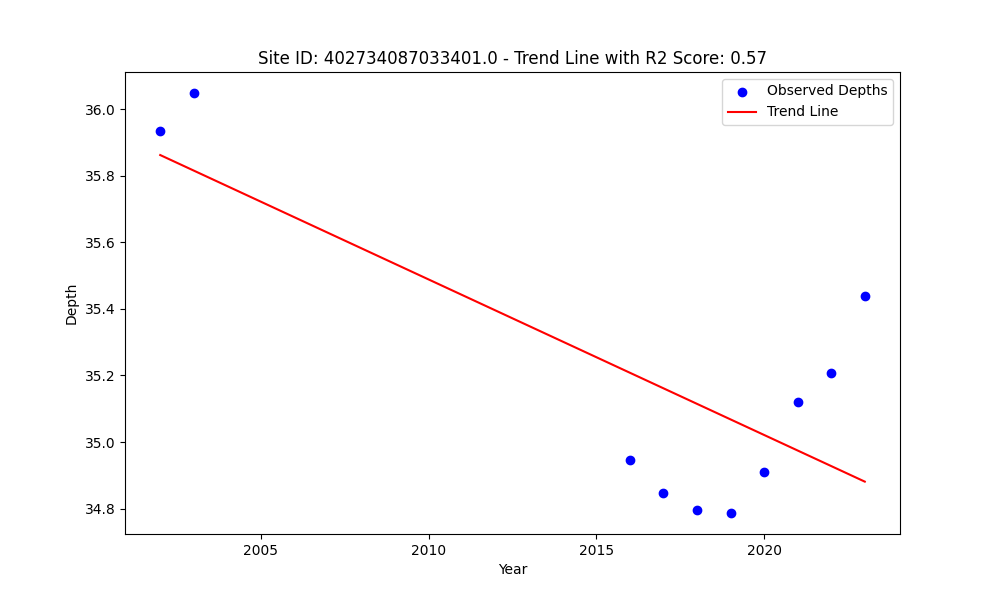 Site ID: 402734087033401.0 - Trend Line with R2 Score: 0.57
Observed Depths
Trend Line
36.0
35.8
35.6
35.4
35.2
35.0
34.8
Depth
2005
2010
2015
2020
Year